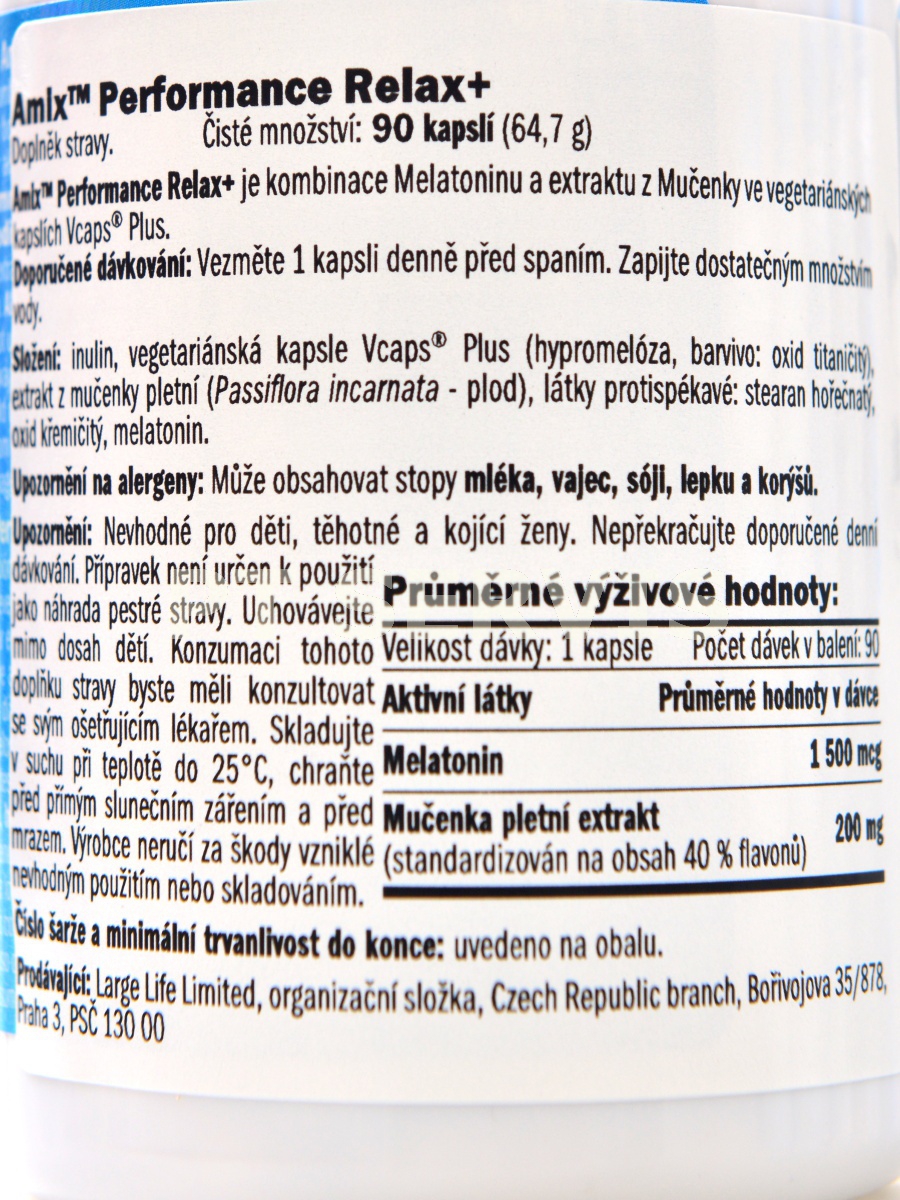 Amix™ Performance Relax+
Doplněk stravy. Čisté množství: 90 kapslí (64,7 g)
Amix™ Performance Relax+ je kombinace Melatoninu a extraktu z Mučenky ve vegetariánských
kapslích Vcaps® Plus.
Doporučené dávkování: Vezměte 1 kapsli denně před spaním. Zapijte dostatečným množstvím
vody.
Složení: inulin, vegetariánská kapsle Vcaps® Plus (hypromelóza, barvivo: oxid titaničitý),
extrakt z mučenky pletní (Passiflora incarnata - plod), látky protispékavé: stearan hořečnatý,
oxid křemičitý, melatonin.
Upozornění na alergeny: Může obsahovat stopy mléka, vajec, sóji, lepku a korýšů.
Upozornění: Nevhodné pro děti, těhotné a kojící ženy. Nepřekračujte doporučené denní
dávkování. Přípravek není určen k použití
jako náhrada pestré stravy. Uchovávejte
mimo dosah dětí. Konzumaci tohoto
doplňku stravy byste měli konzultovat
se svým ošetřujícím lékařem. Skladujte
v suchu při teplotě do 25°C, chraňte
před přímým slunečním zářením a před
mrazem. Výrobce neručí za škody vzniklé
nevhodným použitím nebo skladováním.
Průměrné výživové hodnoty:
Velikost dávky: 1 kapsle Počet dávek v balení: 90
Aktivní látky Průměrné hodnoty v dávce
Melatonin 1 500 mcg
Mučenka pletní extrakt 200 mg
(standardizován na obsah 40 % flavonů)
Číslo šarže a minimální trvanlivost do konce: uvedeno na obalu.
Prodávající: Large Life Limited, organizační složka, Czech Republic branch, Bořivojova 35/878,
Praha 3, PSČ 130 00